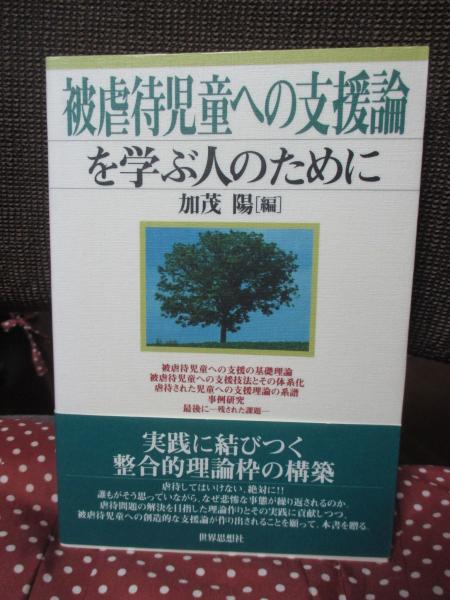 被虐待児童への支援論
を学ぶ人のために
加茂 陽[編]
被虐待児童への支援の基礎理論
被虐待児童への支援技法とその体系化
虐待された児童への支援理論の系譜
事例研究
最後に―残された課題―
実践に結びつく
整合的理論枠の構築
虐待してはいけない、絶対に!!
誰もがそう思っていながら、なぜ悲惨な事態が繰り返されるのか。
虐待問題の解決を目指した理論作りとその実践に貢献しつつ、
被虐待児童への創造的な支援論が作り出されることを願って、本書を贈る。
世界思想社